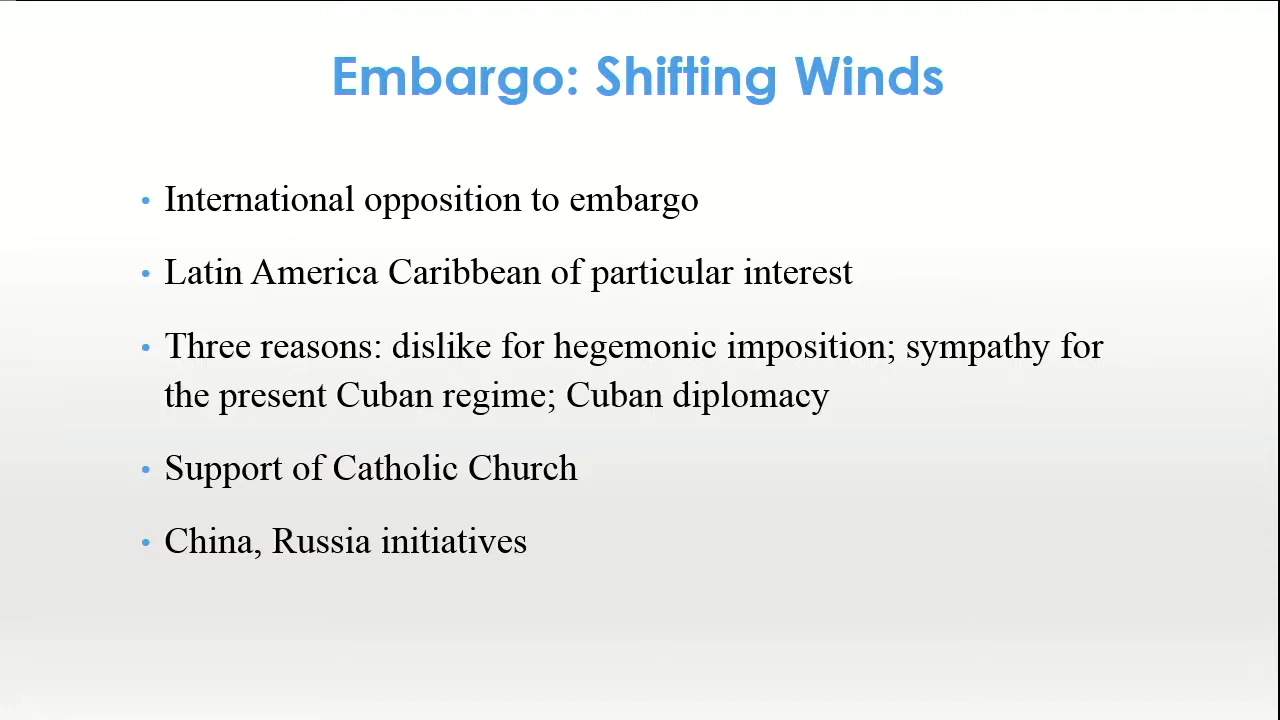 Embargo: Shifting Winds
• International opposition to embargo
• Latin America Caribbean of particular interest
• Three reasons: dislike for hegemonic imposition; sympathy for
the present Cuban regime; Cuban diplomacy
• Support of Catholic Church
• China, Russia initiatives